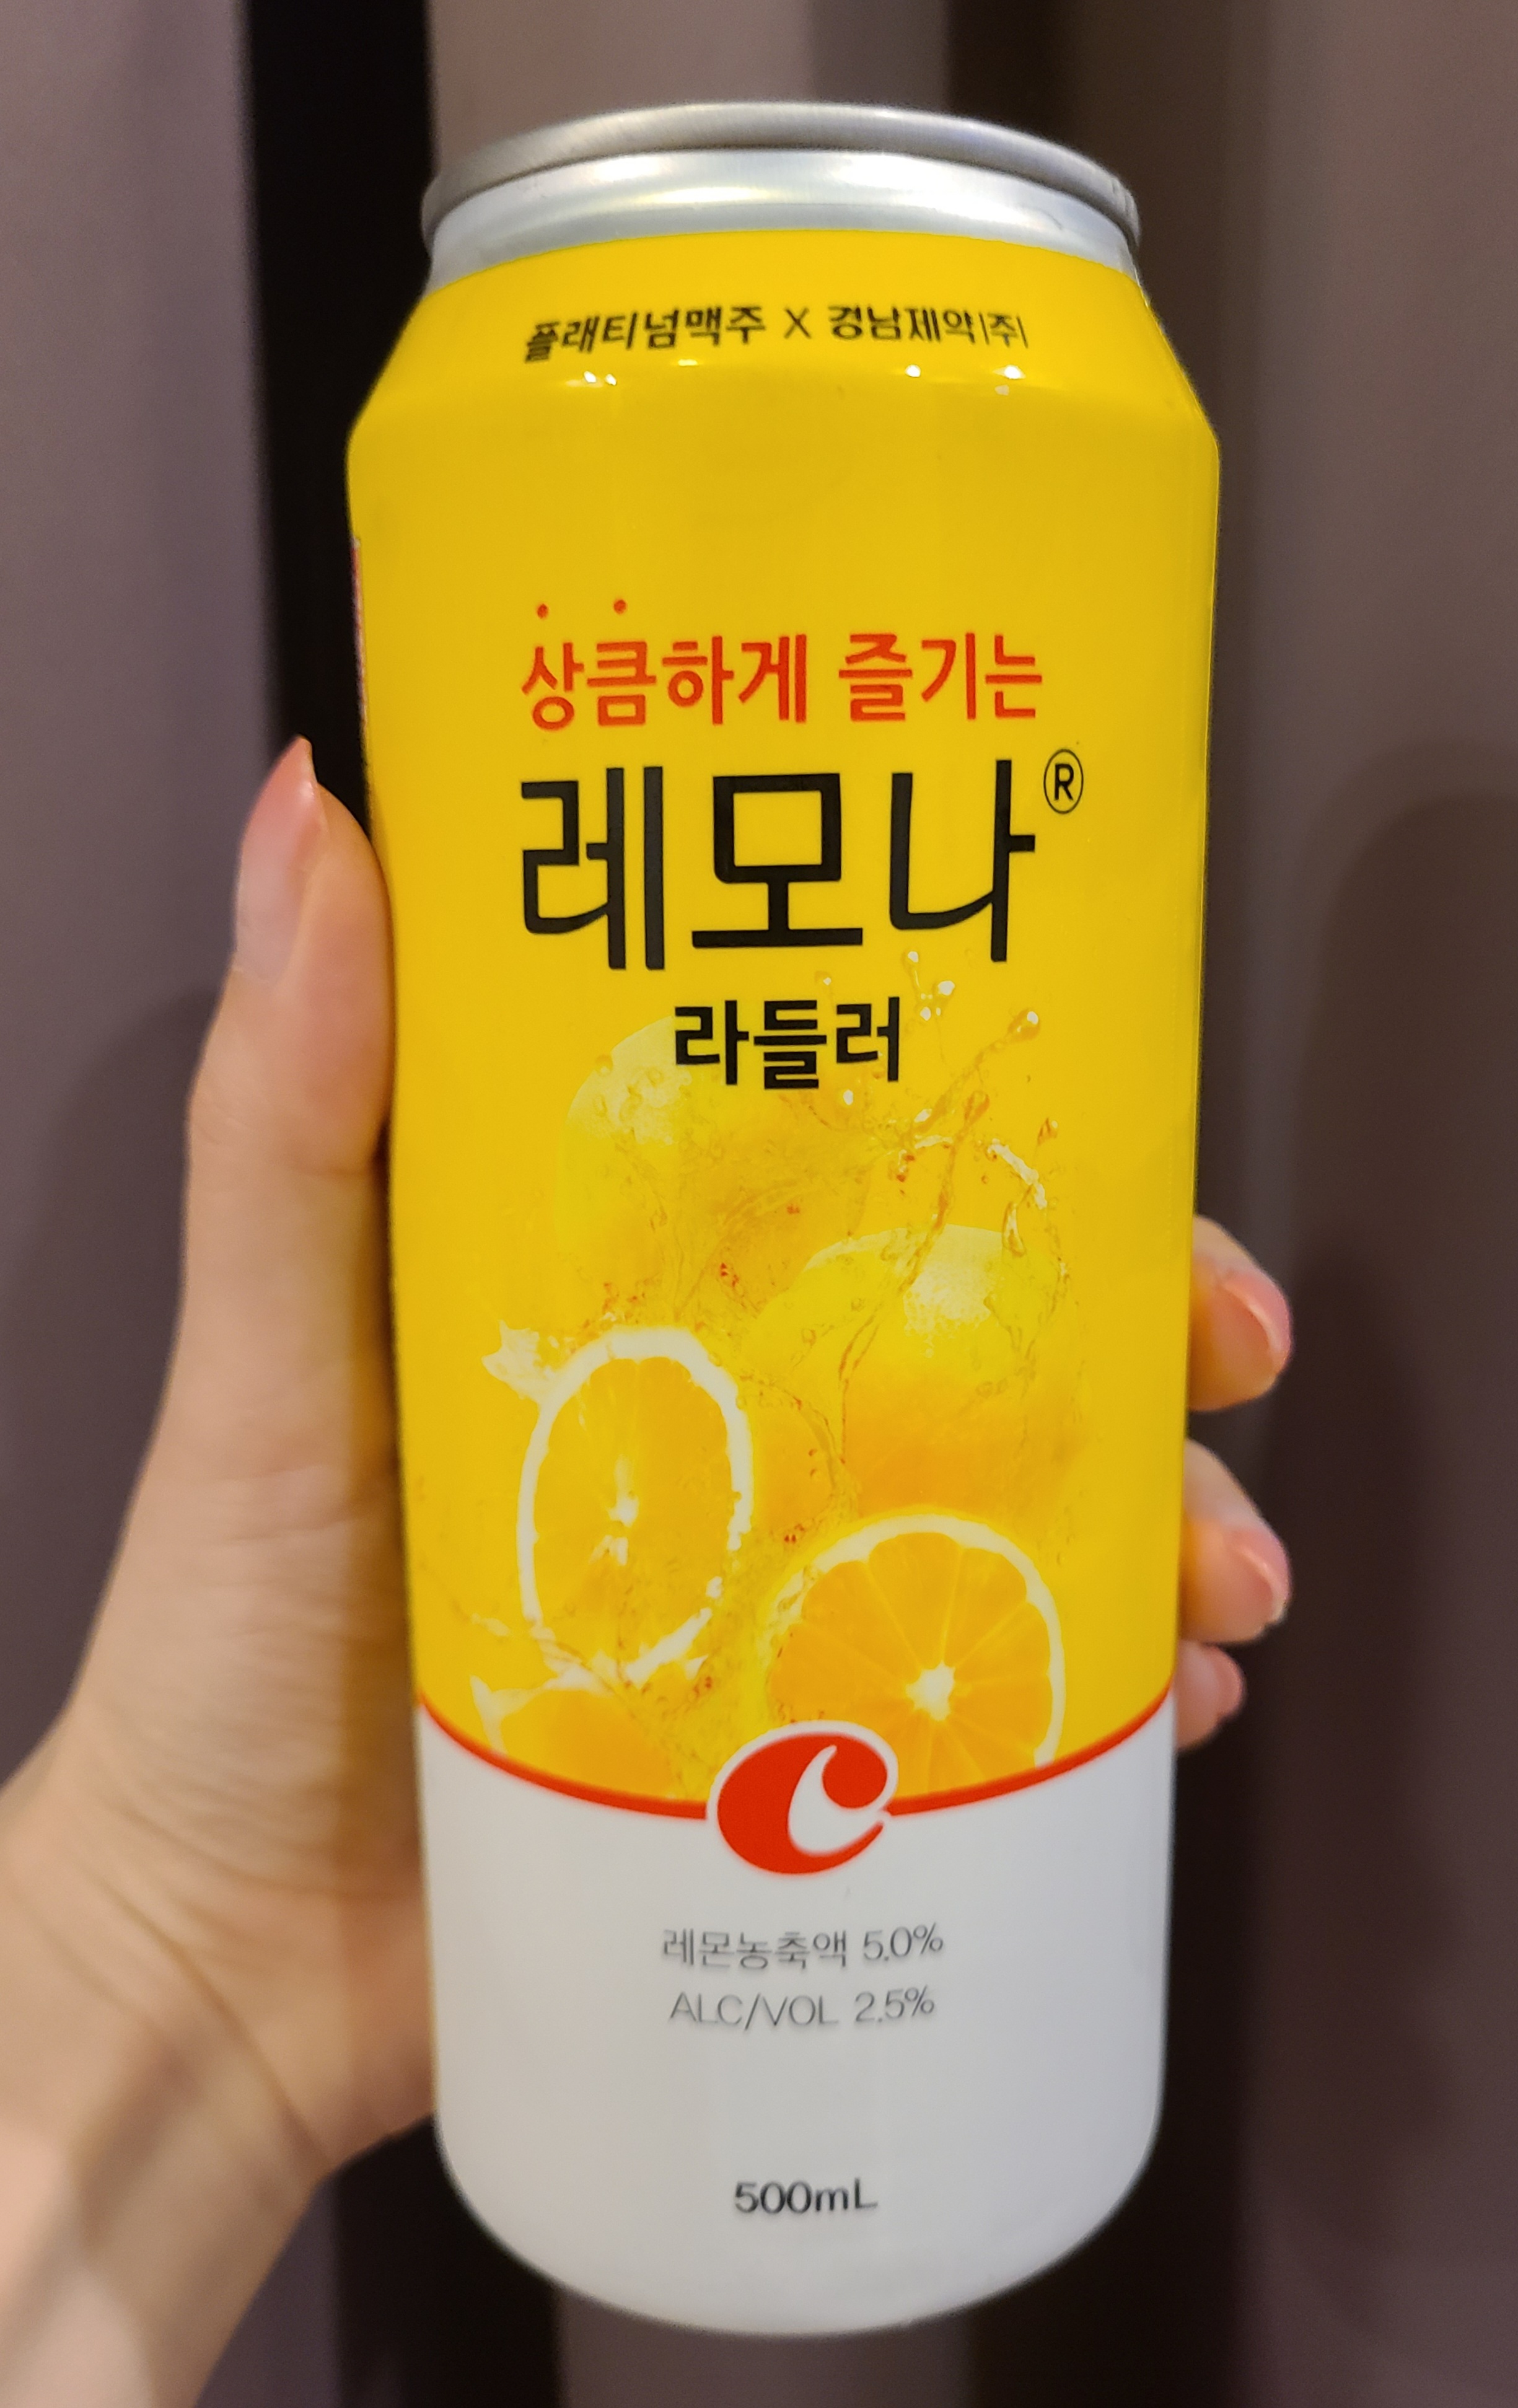 플래티넘맥주 X 경남제약(주)
상큼하게 즐기는
레모나®
라들러
C
레몬농축액 5.0%
ALC/VOL 2.5%
500mL